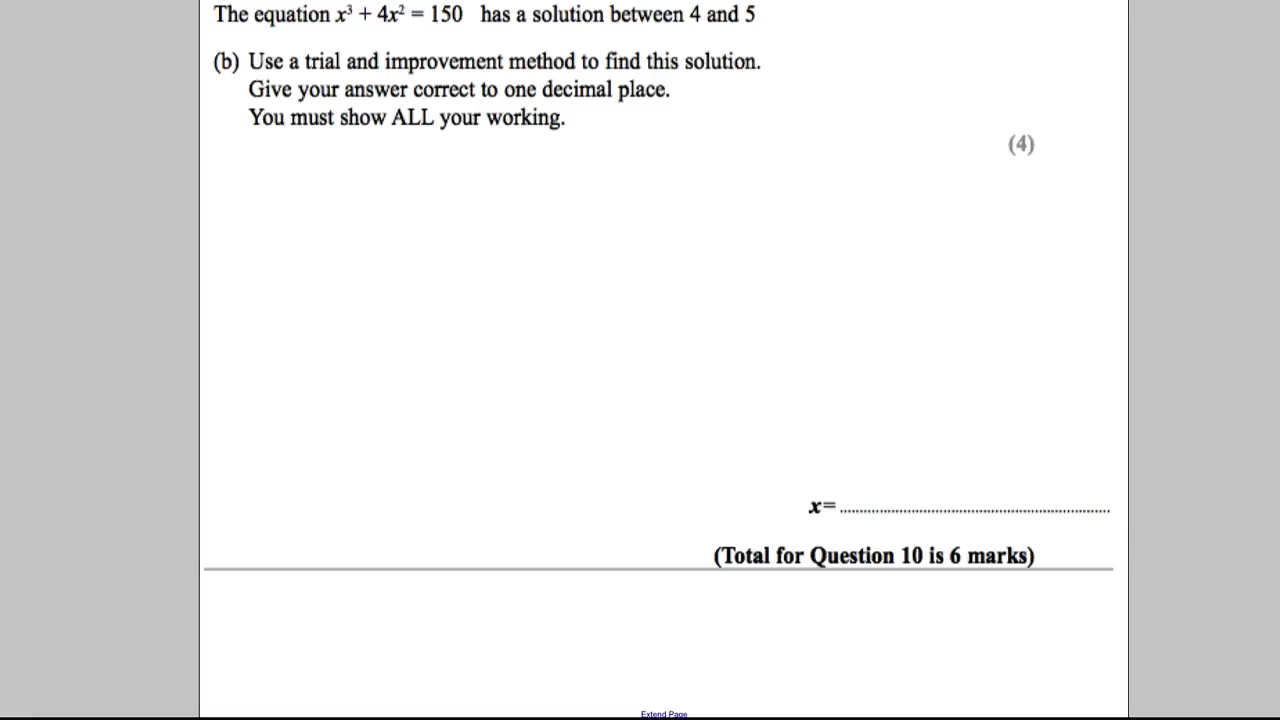 The equation x³ + 4x² = 150 has a solution between 4 and 5
(b) Use a trial and improvement method to find this solution.
Give your answer correct to one decimal place.
You must show ALL your working.
(4)
x= ....................................................................
(Total for Question 10 is 6 marks)
Extend Page